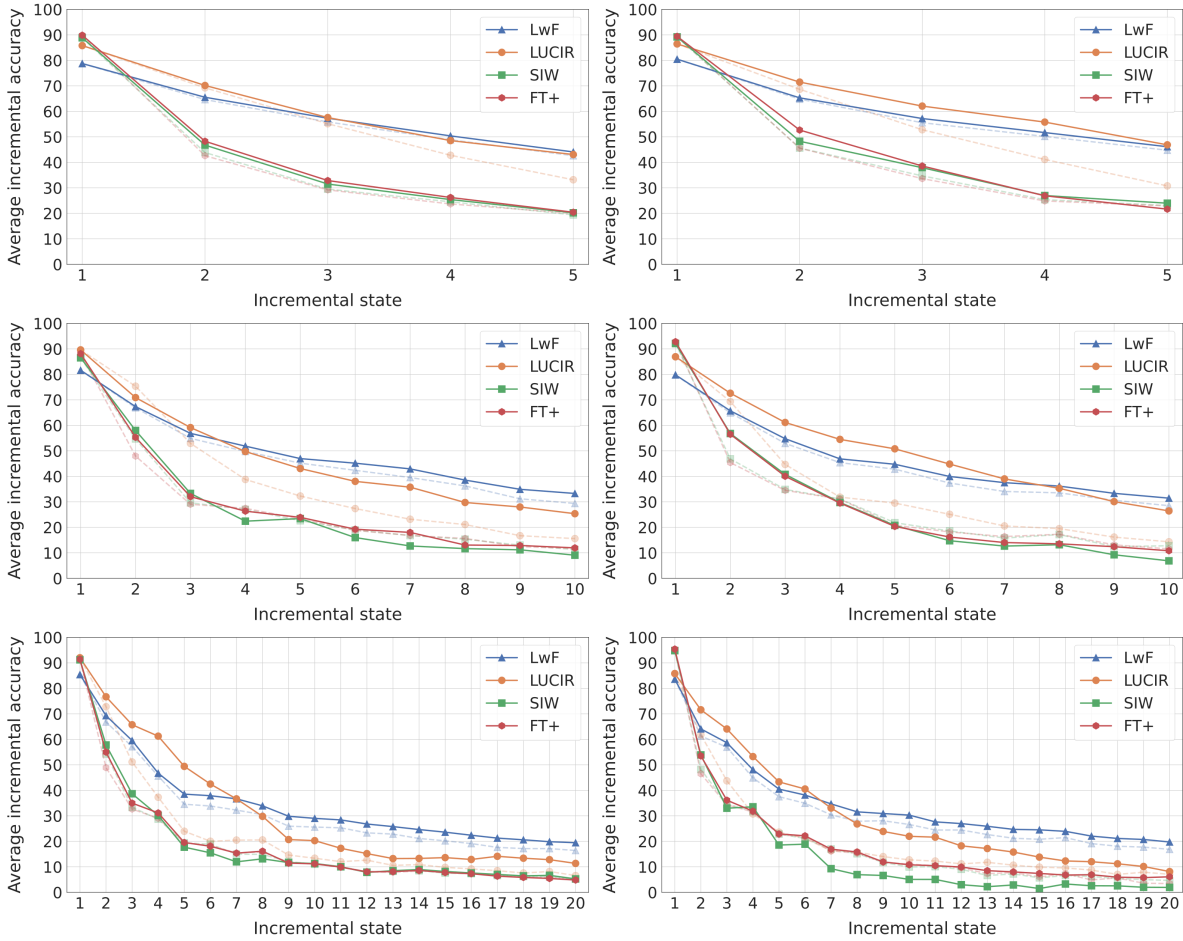 Average incremental accuracy
100
90
80
70
60
50
40
30
20
10
0
LwF
LUCIR
SIW
FT+
1 2 3 4 5
Incremental state
Average incremental accuracy
100
90
80
70
60
50
40
30
20
10
0
LwF
LUCIR
SIW
FT+
1 2 3 4 5
Incremental state
Average incremental accuracy
100
90
80
70
60
50
40
30
20
10
0
LwF
LUCIR
SIW
FT+
1 2 3 4 5 6 7 8 9 10
Incremental state
Average incremental accuracy
100
90
80
70
60
50
40
30
20
10
0
LwF
LUCIR
SIW
FT+
1 2 3 4 5 6 7 8 9 10
Incremental state
Average incremental accuracy
100
90
80
70
60
50
40
30
20
10
0
LwF
LUCIR
SIW
FT+
1 2 3 4 5 6 7 8 9 10 11 12 13 14 15 16 17 18 19 20
Incremental state
Average incremental accuracy
100
90
80
70
60
50
40
30
20
10
0
LwF
LUCIR
SIW
FT+
1 2 3 4 5 6 7 8 9 10 11 12 13 14 15 16 17 18 19 20
Incremental state